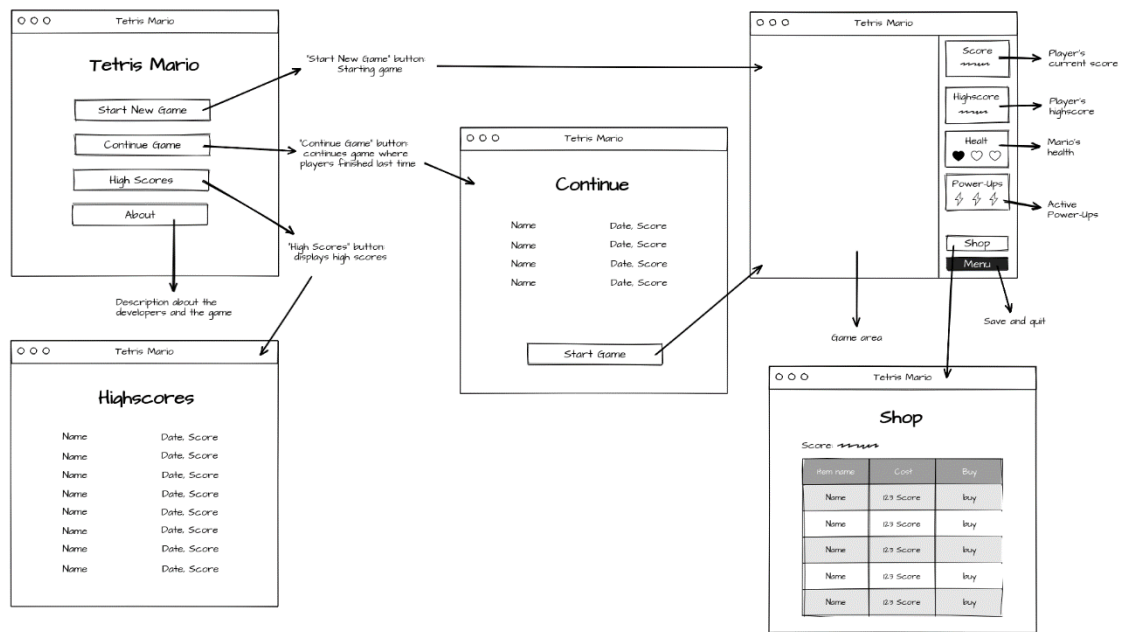 Tetris Mario
Tetris Mario
Start New Game
Continue Game
High Scores
About
"Start New Game" button:
Starting game
"Continue Game" button:
continues game where
players finished last time
"High Scores" button:
displays high scores
Description about the
developers and the game
Tetris Mario
Highscores
Name Date, Score
Name Date, Score
Name Date, Score
Name Date, Score
Name Date, Score
Name Date, Score
Name Date, Score
Name Date, Score
Tetris Mario
Continue
Name Date, Score
Name Date, Score
Name Date, Score
Name Date, Score
Start Game
Tetris Mario
Score
Highscore
Healt
Power-Ups
Shop
Menu
Player's
current score
Player's
highscore
Mario's
health
Active
Power-Ups
Save and quit
Game area
Tetris Mario
Shop
Score:
Item name Cost Buy
Name 123 Score buy
Name 123 Score buy
Name 123 Score buy
Name 123 Score buy
Name 123 Score buy